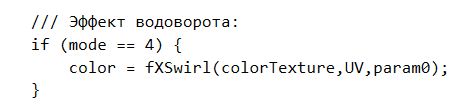 /// Эффект водоворота:
if (mode == 4) {
    color = fXSwirl(colorTexture,UV,param0);
}